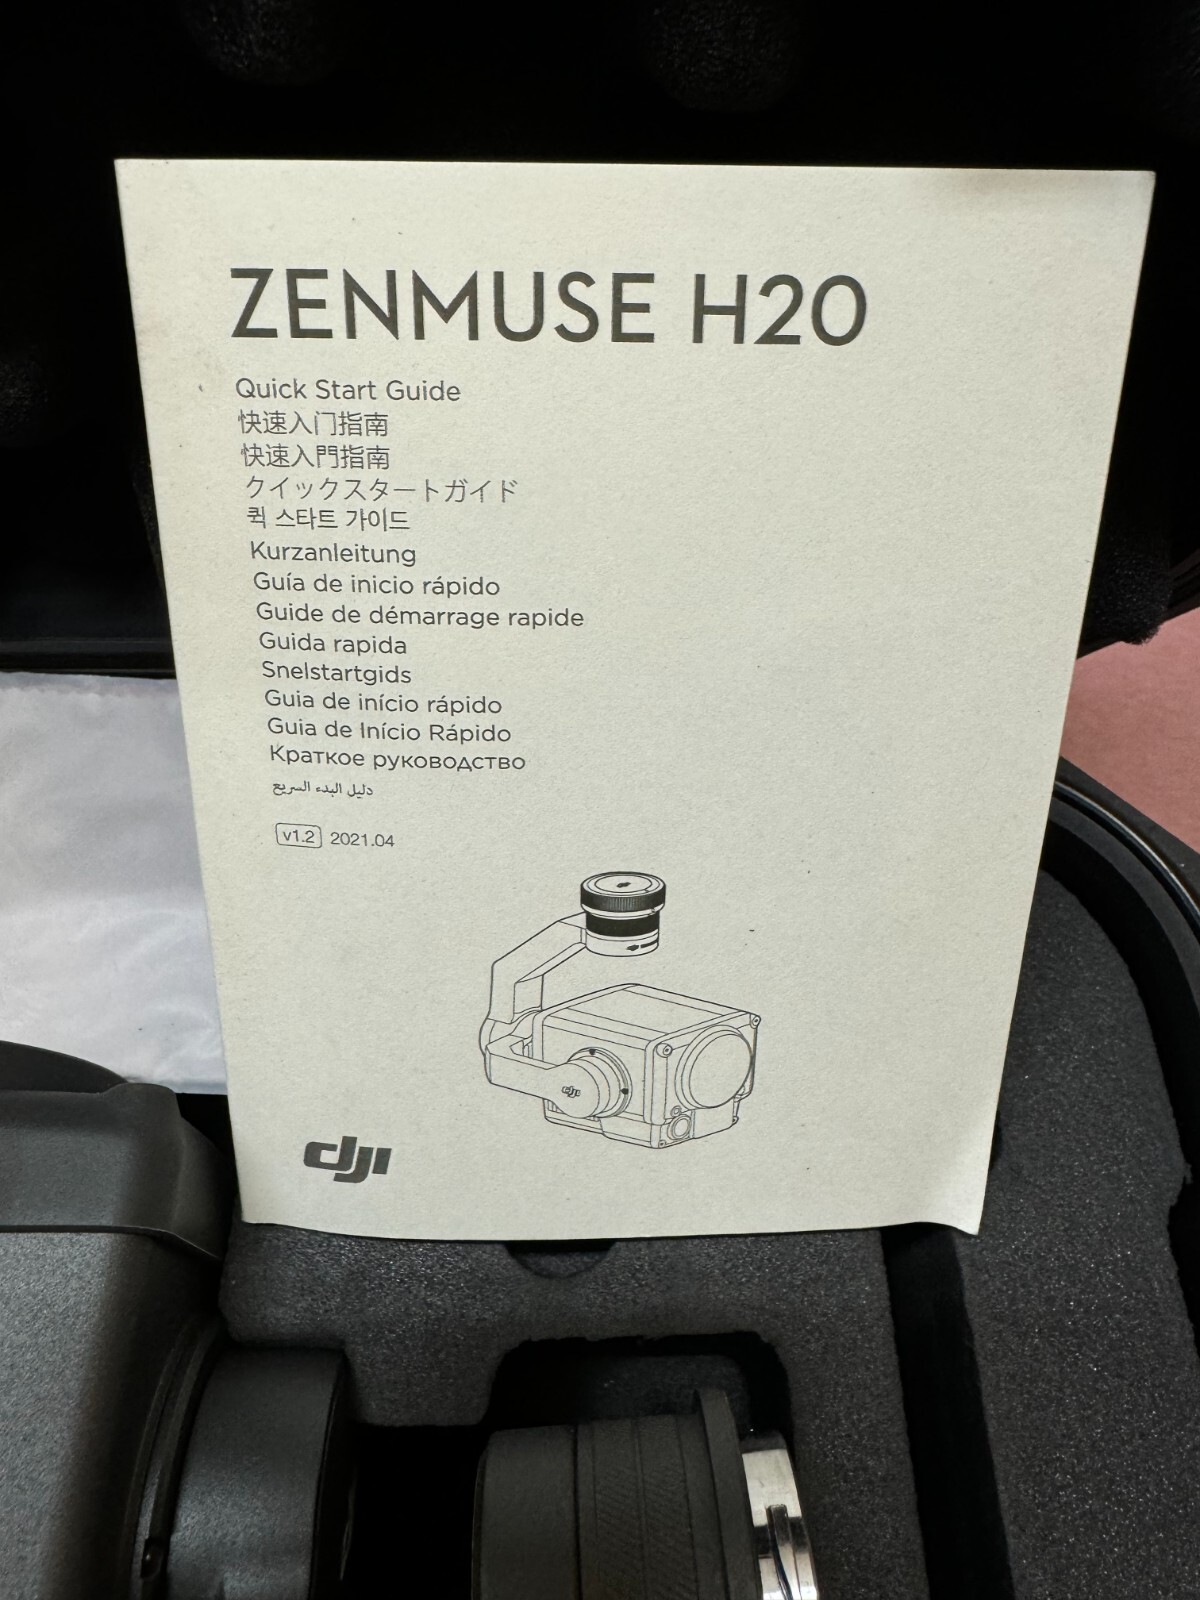 ZENMUSE H20
Quick Start Guide
快速入门指南
快速入門指南
クイックスタートガイド
퀵 스타트 가이드
Kurzanleitung
Guía de inicio rápido
Guide de démarrage rapide
Guida rapida
Snelstartgids
Guia de início rápido
Guia de Início Rápido
Краткое руководство
دليل البدء السريع
v1.2 2021.04
dji
dji